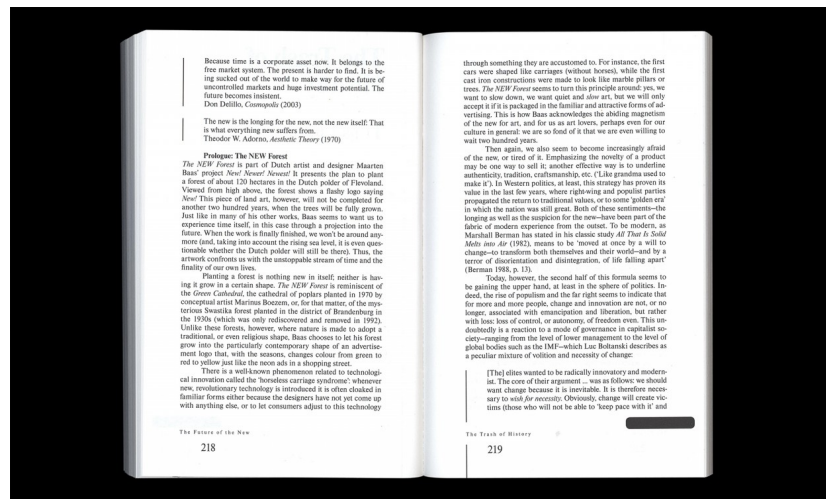 Because time is a corporate asset now. It belongs to the
free market system. The present is harder to find. It is be-
ing sucked out of the world to make way for the future of
uncontrolled markets and huge investment potential. The
future becomes insistent.
Don Delillo, Cosmopolis (2003)
The new is the longing for the new, not the new itself: That
is what everything new suffers from.
Theodor W. Adorno, Aesthetic Theory (1970)
Prologue: The NEW Forest
The NEW Forest is part of Dutch artist and designer Maarten
Baas' project New! Newer! Newest! It presents the plan to plant
a forest of about 120 hectares in the Dutch polder of Flevoland.
Viewed from high above, the forest shows a flashy logo saying
New! This piece of land art, however, will not be completed for
another two hundred years, when the trees will be fully grown.
Just like in many of his other works, Baas seems to want us to
experience time itself, in this case through a projection into the
future. When the work is finally finished, we won't be around any-
more (and, taking into account the rising sea level, it is even ques-
tionable whether the Dutch polder will still be there). Thus, the
artwork confronts us with the unstoppable stream of time and the
finality of our own lives.
Planting a forest is nothing new in itself; neither is hav-
ing it grow in a certain shape. The NEW Forest is reminiscent of
the Green Cathedral, the cathedral of poplars planted in 1970 by
conceptual artist Marinus Boezem, or, for that matter, of the mys-
terious Swastika forest planted in the district of Brandenburg in
the 1930s (which was only rediscovered and removed in 1992).
Unlike these forests, however, where nature is made to adopt a
traditional, or even religious shape, Baas chooses to let his forest
grow into the particularly contemporary shape of an advertise-
ment logo that, with the seasons, changes colour from green to
red to yellow just like the neon ads in a shopping street.
There is a well-known phenomenon related to technologi-
cal innovation called the 'horseless carriage syndrome': whenever
new, revolutionary technology is introduced it is often cloaked in
familiar forms either because the designers have not yet come up
with anything else, or to let consumers adjust to this technology
The Future of the New
218
through something they are accustomed to. For instance, the first
cars were shaped like carriages (without horses), while the first
cast iron constructions were made to look like marble pillars or
trees. The NEW Forest seems to turn this principle around: yes, we
want to slow down, we want quiet and slow art, but we will only
accept it if it is packaged in the familiar and attractive forms of ad-
vertising. This is how Baas acknowledges the abiding magnetism
of the new for art, and for us as art lovers, perhaps even for our
culture in general: we are so fond of it that we are even willing to
wait two hundred years.
Then again, we also seem to become increasingly afraid
of the new, or tired of it. Emphasizing the novelty of a product
may be one way to sell it; another effective way is to underline
authenticity, tradition, craftsmanship, etc. ('Like grandma used to
make it'). In Western politics, at least, this strategy has proven its
value in the last few years, where right-wing and populist parties
propagated the return to traditional values, or to some 'golden era'
in which the nation was still great. Both of these sentiments—the
longing as well as the suspicion for the new—have been part of the
fabric of modern experience from the outset. To be modern, as
Marshall Berman has stated in his classic study All That Is Solid
Melts into Air (1982), means to be 'moved at once by a will to
change—to transform both themselves and their world—and by a
terror of disorientation and disintegration, of life falling apart'
(Berman 1988, p. 13).
Today, however, the second half of this formula seems to
be gaining the upper hand, at least in the sphere of politics. In-
deed, the rise of populism and the far right seems to indicate that
for more and more people, change and innovation are not, or no
longer, associated with emancipation and liberation, but rather
with loss: loss of control, or autonomy, of freedom even. This un-
doubtedly is a reaction to a mode of governance in capitalist so-
ciety—ranging from the level of lower management to the level of
global bodies such as the IMF—which Luc Boltanski describes as
a peculiar mixture of volition and necessity of change:
[The] elites wanted to be radically innovatory and modern-
ist. The core of their argument ... was as follows: we should
want change because it is inevitable. It is therefore neces-
sary to wish for necessity. Obviously, change will create vic-
tims (those who will not be able to 'keep pace with it' and
The Trash of History
219